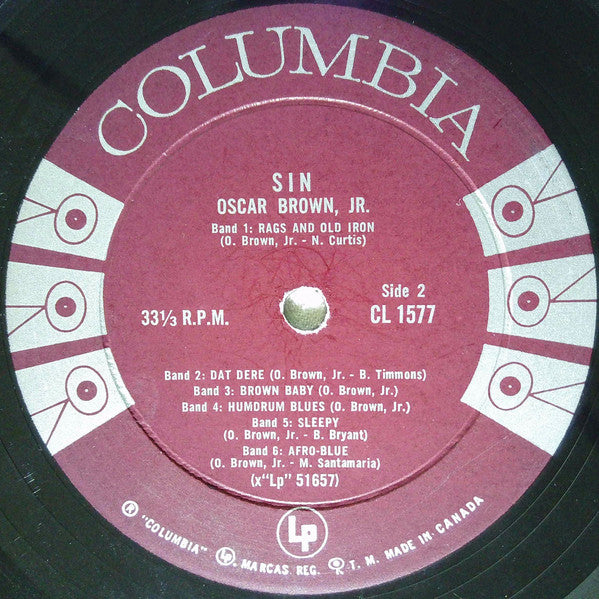 COLUMBIA
SIN
OSCAR BROWN, JR.
Band 1: RAGS AND OLD IRON
(O. Brown, Jr. - N. Curtis)
33⅓ R.P.M.
Side 2
CL 1577
Band 2: DAT DERE (O. Brown, Jr. - B. Timmons)
Band 3: BROWN BABY (O. Brown, Jr.)
Band 4: HUMDRUM BLUES (O. Brown, Jr.)
Band 5: SLEEPY
(O. Brown, Jr. - B. Bryant)
Band 6: AFRO-BLUE
(O. Brown, Jr. - M. Santamaria)
(x"Lp" 51657)
Lp
® "COLUMBIA" Lp. MARCAS. REG. T. M. MADE IN CANADA